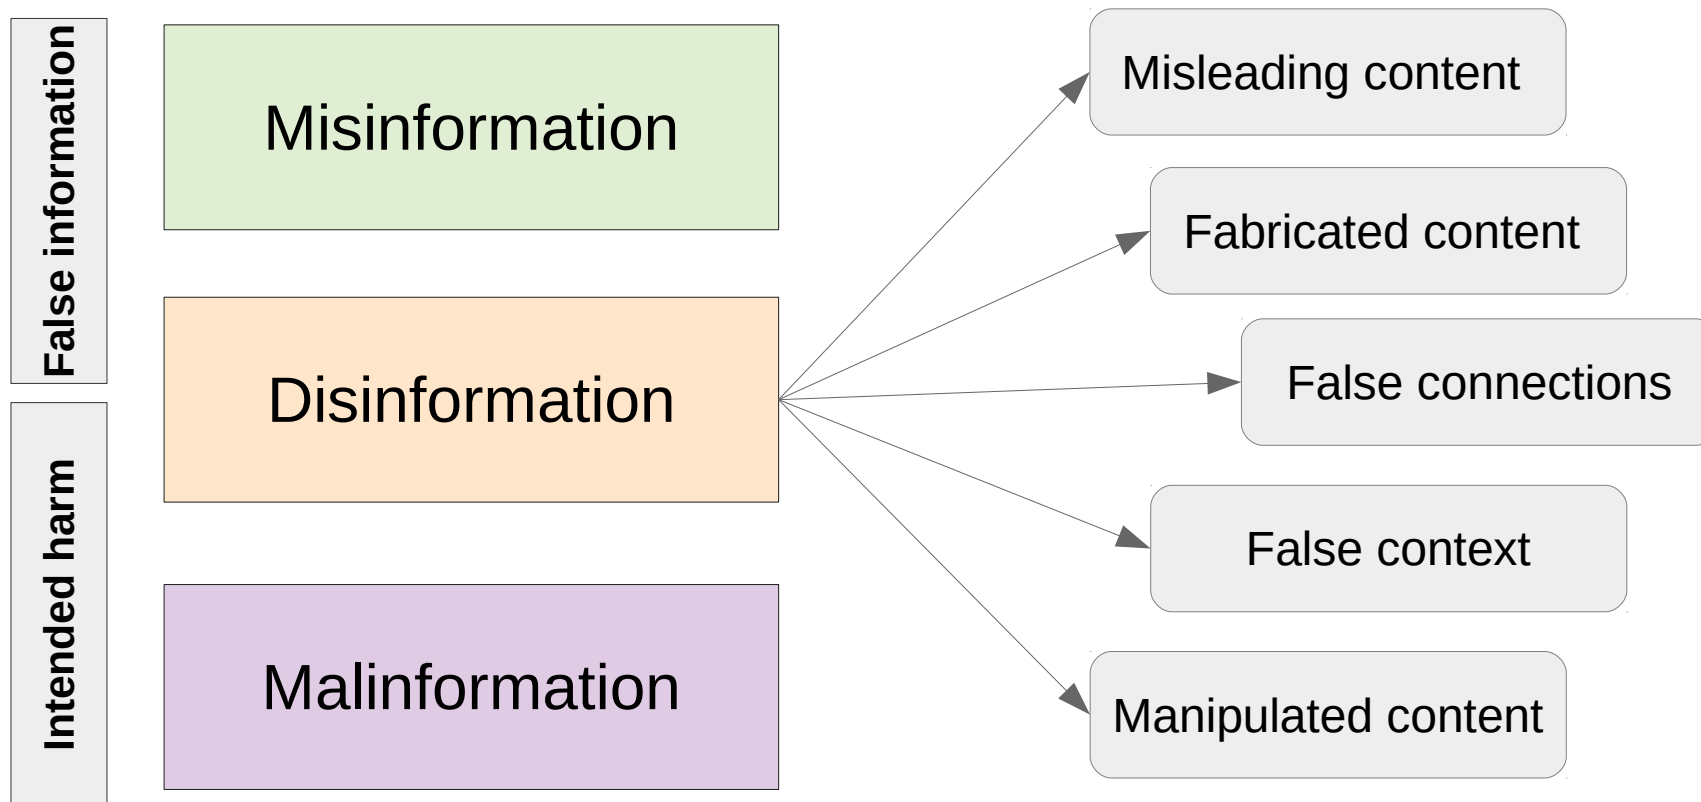 False information
Intended harm
Misinformation
Disinformation
Malinformation
Misleading content
Fabricated content
False connections
False context
Manipulated content